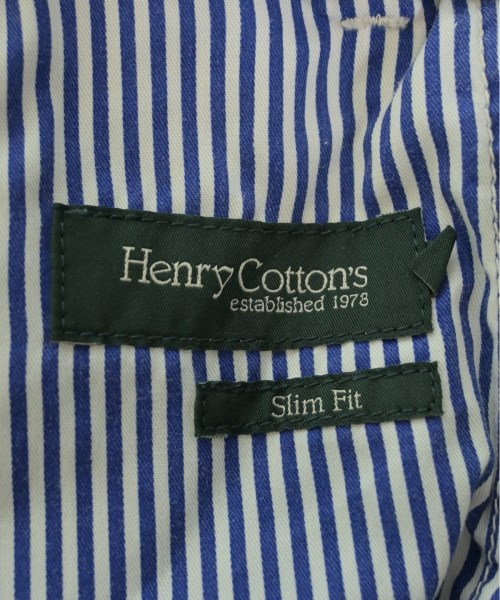 Henry Cotton's
established 1978
Slim Fit